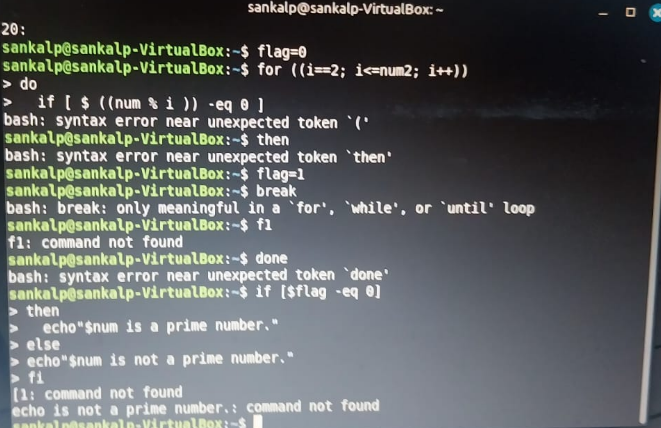 sankalp@sankalp-VirtualBox: ~
20:
sankalp@sankalp-VirtualBox:~$ flag=0
sankalp@sankalp-VirtualBox:~$ for ((i==2; i<=num2; i++))
> do
>   if [ $ ((num % i )) -eq 0 ]
bash: syntax error near unexpected token `('
sankalp@sankalp-VirtualBox:~$ then
bash: syntax error near unexpected token `then'
sankalp@sankalp-VirtualBox:~$ flag=1
sankalp@sankalp-VirtualBox:~$ break
bash: break: only meaningful in a `for', `while', or `until' loop
sankalp@sankalp-VirtualBox:~$ f1
f1: command not found
sankalp@sankalp-VirtualBox:~$ done
bash: syntax error near unexpected token `done'
sankalp@sankalp-VirtualBox:~$ if [$flag -eq 0]
> then
>   echo"$num is a prime number."
> else
> echo"$num is not a prime number."
> fi
[1: command not found
echo is not a prime number.: command not found
sankalp@sankalp-VirtualBox:~$